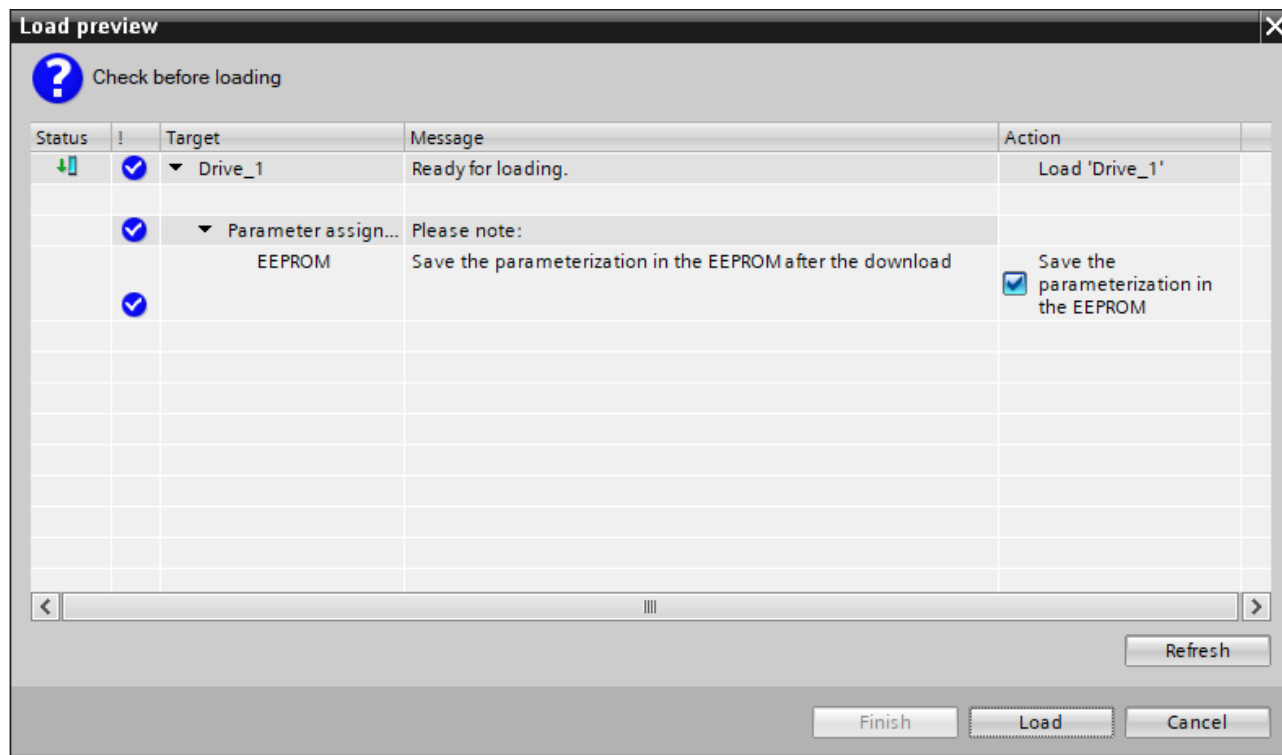 Load preview
Check before loading
Status ! Target Message Action
Drive_1 Ready for loading. Load 'Drive_1'
Parameter assign... Please note:
EEPROM Save the parameterization in the EEPROM after the download Save the
parameterization in
the EEPROM
Refresh
Finish Load Cancel